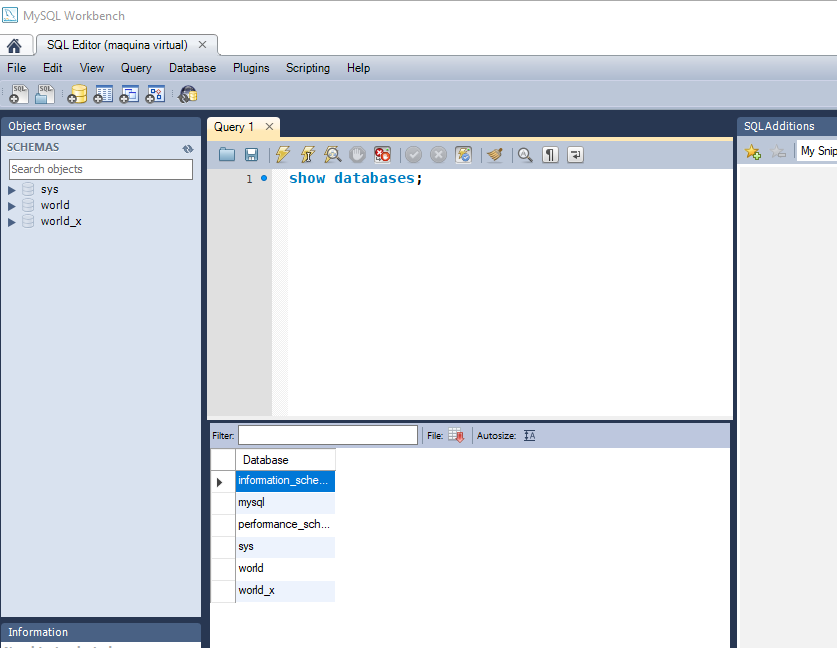 MySQL Workbench
SQL Editor (maquina virtual)
File Edit View Query Database Plugins Scripting Help
SQL SQL
Object Browser
SCHEMAS
Search objects
sys
world
world_x
Query 1
1 show databases;
Filter: File: Autosize:
Database
information_sche...
mysql
performance_sch...
sys
world
world_x
SQLAdditions
My Snip
Information